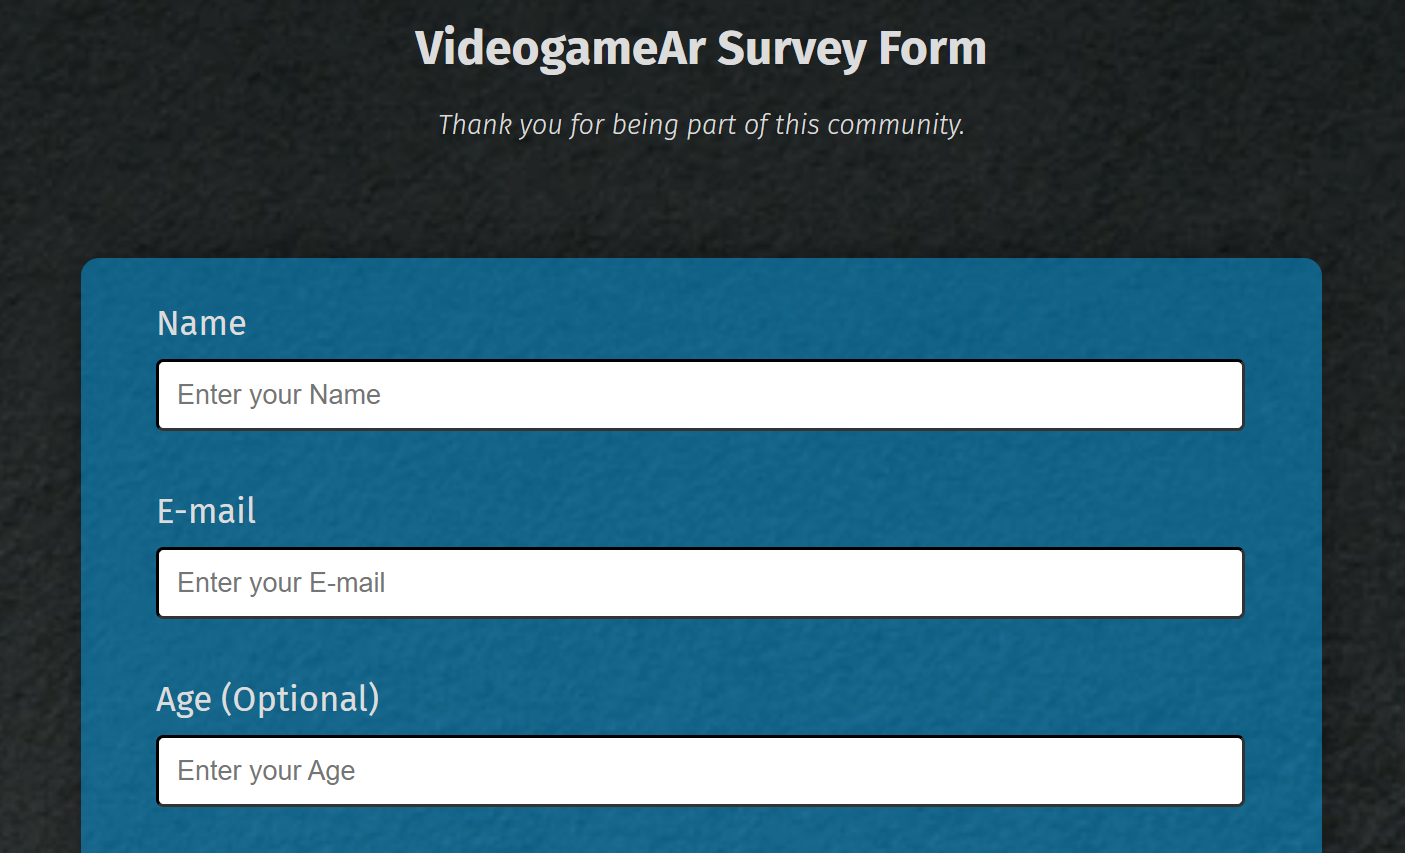 VideogameAr Survey Form
Thank you for being part of this community.
Name
Enter your Name
E-mail
Enter your E-mail
Age (Optional)
Enter your Age